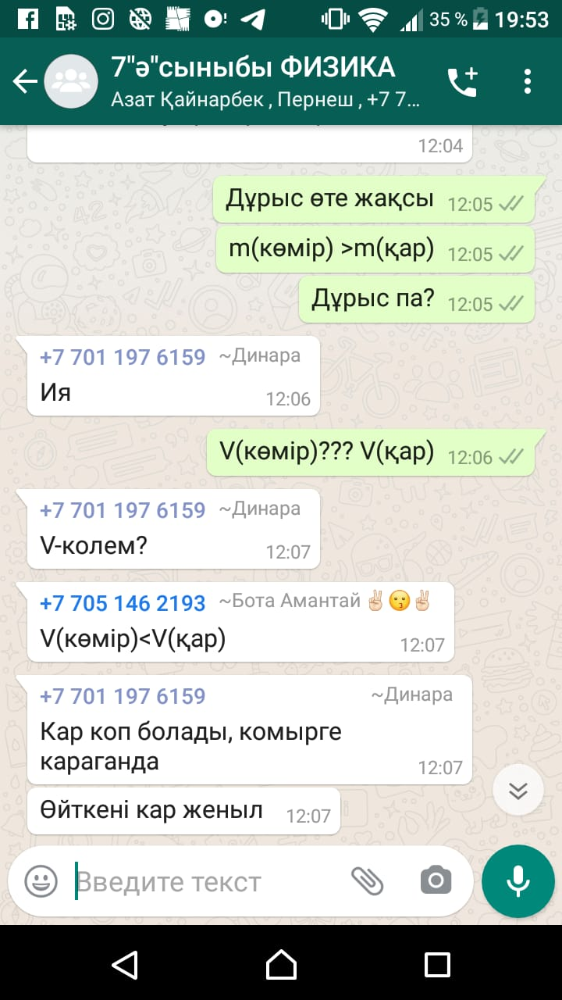 35 % 19:53
7"ә"сыныбы ФИЗИКА
Азат Қайнарбек , Пернеш , +7 7...
12:04
Дұрыс өте жақсы 12:05
m(көмір) >m(қар) 12:05
Дұрыс па? 12:05
+7 701 197 6159 ~Динара
Ия 12:06
V(көмір)??? V(қар) 12:06
+7 701 197 6159 ~Динара
V-колем? 12:07
+7 705 146 2193 ~Бота Амантай ✌🏻😗✌🏻
V(көмір)<V(қар) 12:07
+7 701 197 6159 ~Динара
Кар коп болады, комырге
караганда 12:07
Өйткені кар женыл 12:07
Введите текст